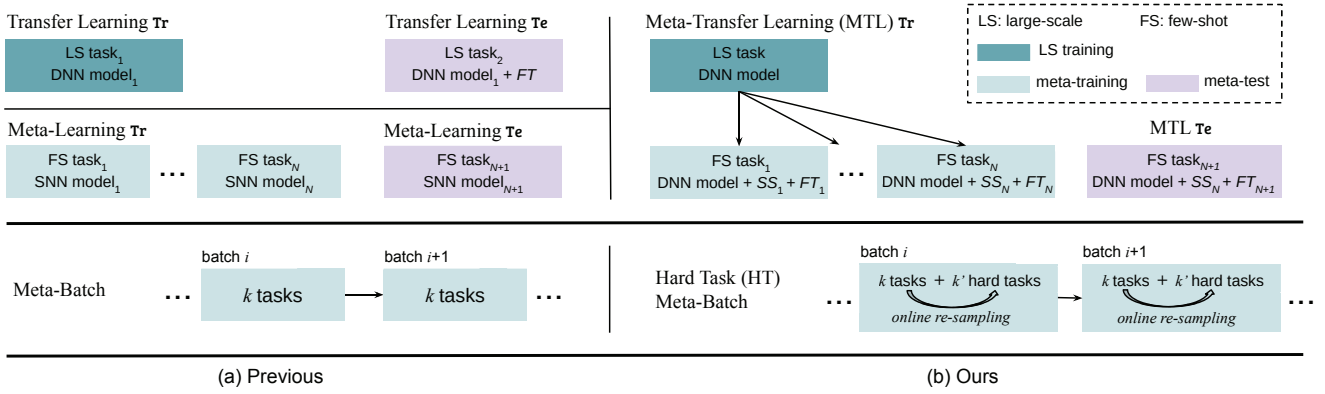 Transfer Learning Tr
LS task1
DNN model1
Transfer Learning Te
LS task2
DNN model1 + FT
Meta-Learning Tr
FS task1
SNN model1
...
FS taskN
SNN modelN
Meta-Learning Te
FS taskN+1
SNN modelN+1
Meta-Transfer Learning (MTL) Tr
LS task
DNN model
LS: large-scale FS: few-shot
LS training
meta-training meta-test
FS task1
DNN model + SS1 + FT1
...
FS taskN
DNN model + SSN + FTN
MTL Te
FS taskN+1
DNN model + SSN + FTN+1
Meta-Batch
...
batch i
k tasks
batch i+1
k tasks
...
Hard Task (HT)
Meta-Batch
...
batch i
k tasks + k' hard tasks
online re-sampling
batch i+1
k tasks + k' hard tasks
online re-sampling
...
(a) Previous
(b) Ours